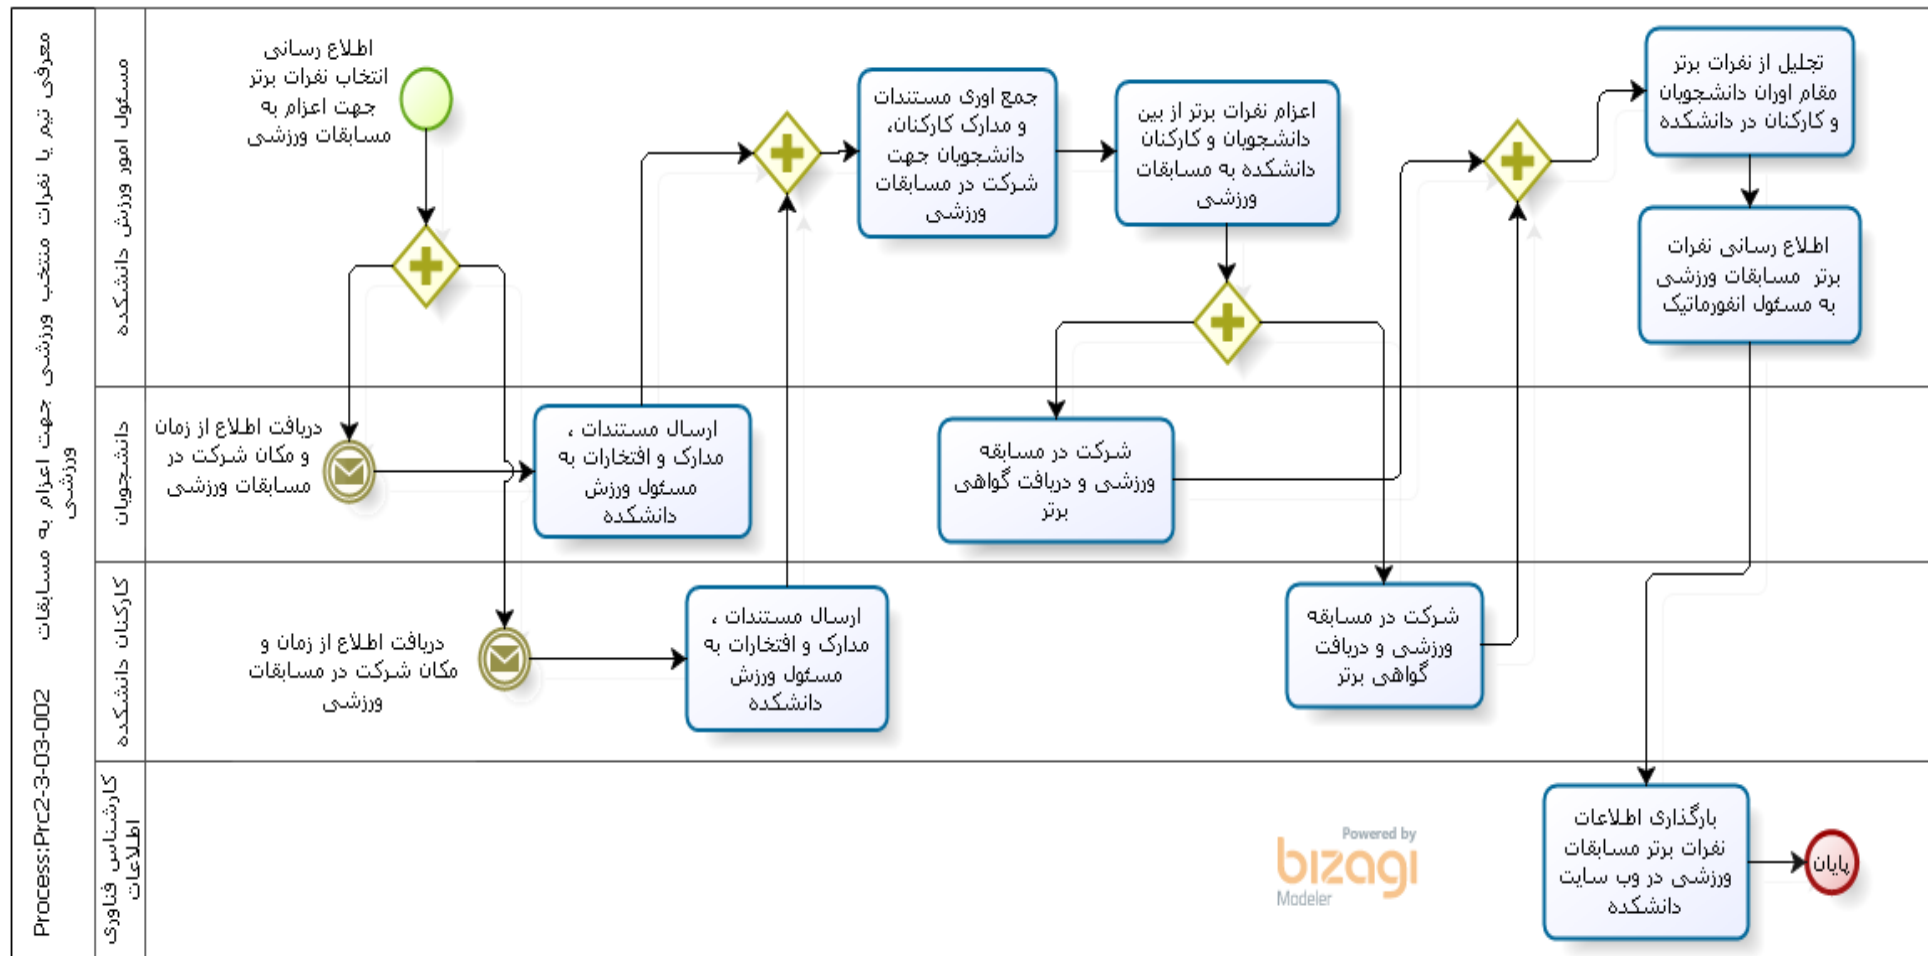 معرفی تیم یا نفرات منتخب ورزشی جهت اعزام به مسابقات
ورزشی
Process:Prc2-3-03-002
مسئول امور ورزش دانشکده
اطلاع رسانی
انتخاب نفرات برتر
جهت اعزام به
مسابقات ورزشی
جمع اوری مستندات
و مدارک کارکنان،
دانشجویان جهت
شرکت در مسابقات
ورزشی
اعزام نفرات برتر از بین
دانشجویان و کارکنان
دانشکده به مسابقات
ورزشی
تجلیل از نفرات برتر
مقام اوران دانشجویان
و کارکنان در دانشکده
اطلاع رسانی نفرات
برتر مسابقات ورزشی
به مسئول انفورماتیک
دانشجویان
دریافت اطلاع از زمان
و مکان شرکت در
مسابقات ورزشی
ارسال مستندات ،
مدارک و افتخارات به
مسئول ورزش
دانشکده
شرکت در مسابقه
ورزشی و دریافت گواهی
برتر
کارکنان دانشکده
دریافت اطلاع از زمان و
مکان شرکت در مسابقات
ورزشی
ارسال مستندات ،
مدارک و افتخارات به
مسئول ورزش
دانشکده
شرکت در مسابقه
ورزشی و دریافت
گواهی برتر
کارشناس فناوری
اطلاعات
بارگذاری اطلاعات
نفرات برتر مسابقات
ورزشی در وب سایت
دانشکده
پایان
Powered by
bizagi
Modeler